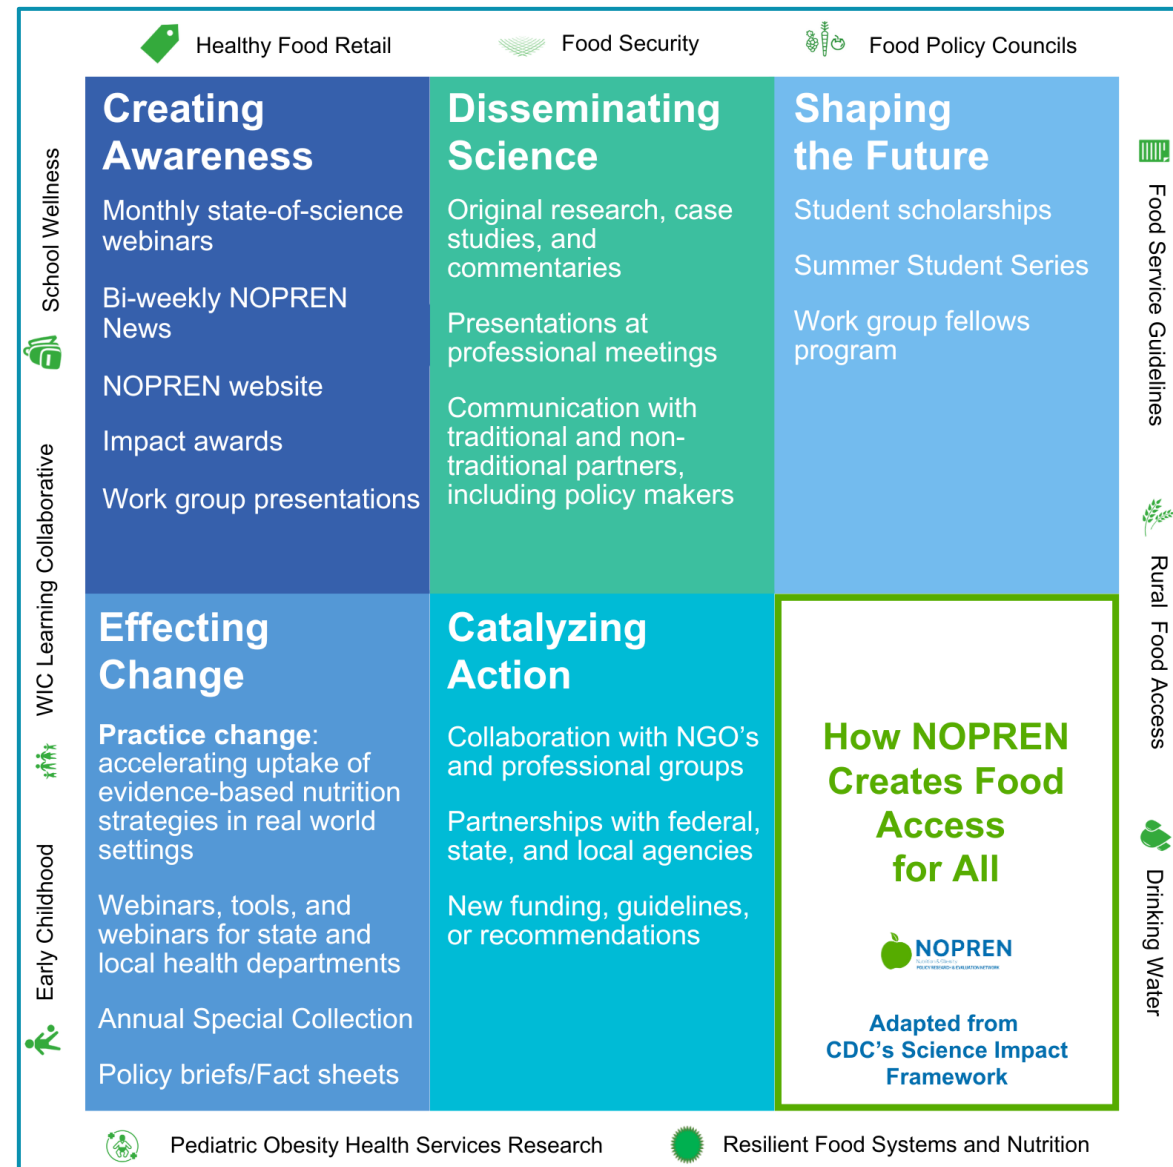 Healthy Food Retail
Food Security
Food Policy Councils
School Wellness
WIC Learning Collaborative
Early Childhood
Creating
Awareness
Monthly state-of-science
webinars
Bi-weekly NOPREN
News
NOPREN website
Impact awards
Work group presentations
Disseminating
Science
Original research, case
studies, and
commentaries
Presentations at
professional meetings
Communication with
traditional and non-
traditional partners,
including policy makers
Shaping
the Future
Student scholarships
Summer Student Series
Work group fellows
program
Effecting
Change
Practice change:
accelerating uptake of
evidence-based nutrition
strategies in real world
settings
Webinars, tools, and
webinars for state and
local health departments
Annual Special Collection
Policy briefs/Fact sheets
Catalyzing
Action
Collaboration with NGO's
and professional groups
Partnerships with federal,
state, and local agencies
New funding, guidelines,
or recommendations
How NOPREN
Creates Food
Access
for All
NOPREN
Nutrition & Obesity
POLICY RESEARCH & EVALUATION NETWORK
Adapted from
CDC's Science Impact
Framework
Food Service Guidelines
Rural Food Access
Drinking Water
Pediatric Obesity Health Services Research
Resilient Food Systems and Nutrition